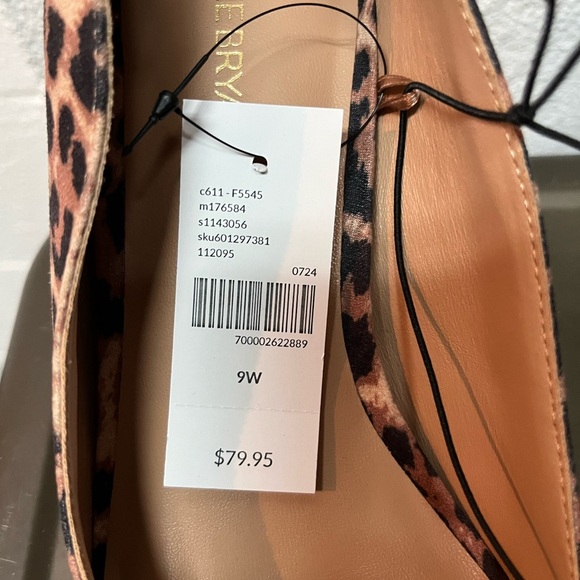 E BRYA
c611 - F5545
m176584
s1143056
sku601297381
112095
0724
700002622889
9W
$79.95